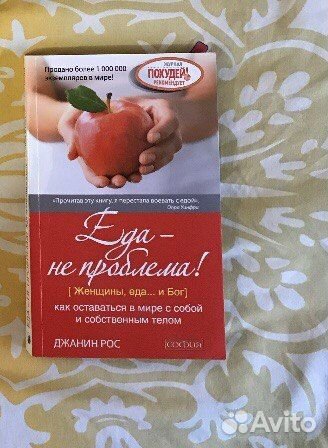 Продано более 1 000 000
экземпляров в мире!
ЖУРНАЛ
ПОХУДЕЙ!
РЕКОМЕНДУЕТ
«Прочитав эту книгу, я перестала воевать с едой».
Опра Уинфри
Еда –
не проблема!
[ Женщины, еда... и Бог]
как оставаться в мире с собой
и собственным телом
ДЖАНИН РОС
[СОФИЯ]
Avito